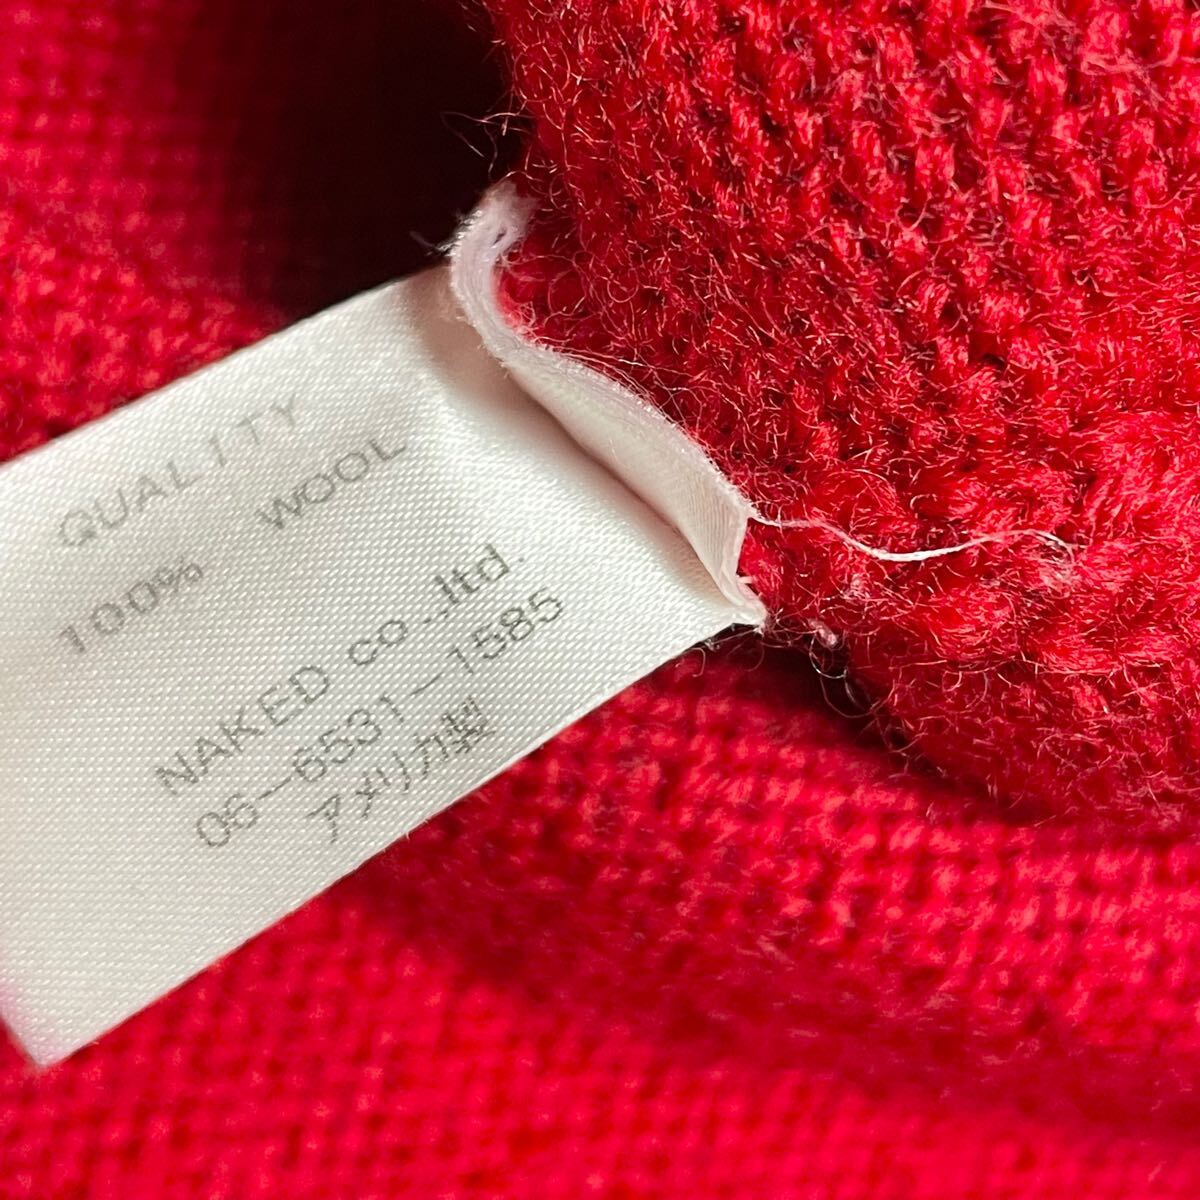 QUALITY
100% WOOL
NAKED co.,ltd.
06-6531-1585
アメリカ製